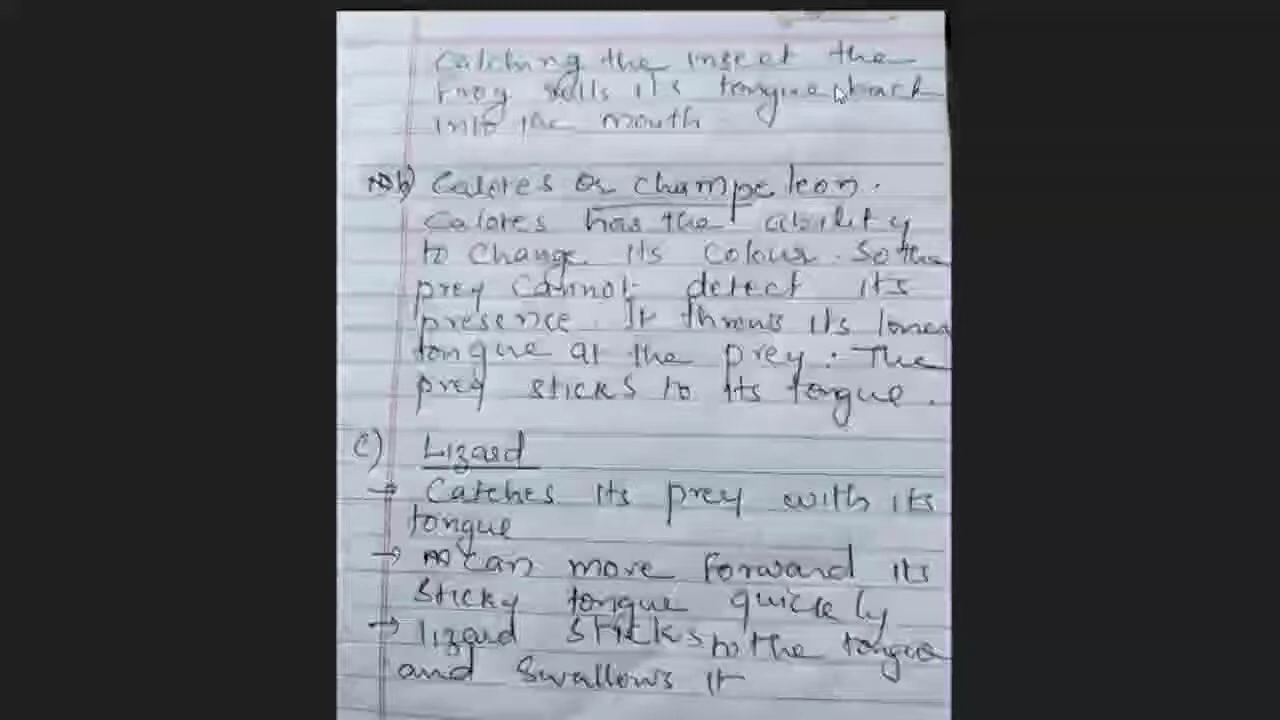 Catching the insect the
Frog rolls its tongue back
into the mouth
b) Calotes or Champeleon.
Calotes has the ability
to change its colour. So the
prey cannot detect its
presence. It throws its long
tongue at the prey. The
prey sticks to its tongue.
C) Lizard
→ Catches its prey with its
tongue
→ can move forward its
sticky tongue quickly
→ lizard sticks to the tongue
and swallows it